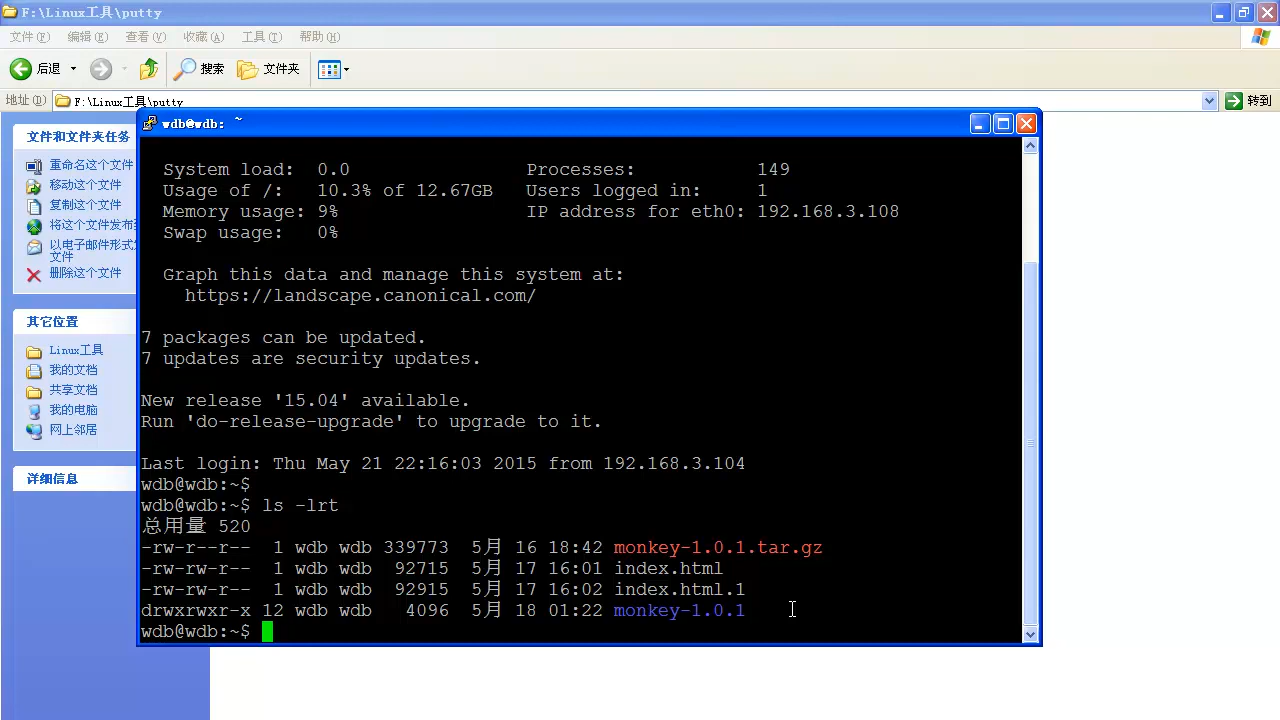 F:\Linux工具\putty
文件(F) 编辑(E) 查看(V) 收藏(A) 工具(T) 帮助(H)
后退 搜索 文件夹
地址(D) F:\Linux工具\putty 转到
文件和文件夹任务
重命名这个文件
移动这个文件
复制这个文件
将这个文件发布到
以电子邮件形式发
文件
删除这个文件
其它位置
Linux工具
我的文档
共享文档
我的电脑
网上邻居
详细信息
wdb@wdb: ~
System load: 0.0 Processes: 149
Usage of /: 10.3% of 12.67GB Users logged in: 1
Memory usage: 9% IP address for eth0: 192.168.3.108
Swap usage: 0%
Graph this data and manage this system at:
https://landscape.canonical.com/
7 packages can be updated.
7 updates are security updates.
New release '15.04' available.
Run 'do-release-upgrade' to upgrade to it.
Last login: Thu May 21 22:16:03 2015 from 192.168.3.104
wdb@wdb:~$
wdb@wdb:~$ ls -lrt
总用量 520
-rw-r--r-- 1 wdb wdb 339773 5月 16 18:42 monkey-1.0.1.tar.gz
-rw-rw-r-- 1 wdb wdb 92715 5月 17 16:01 index.html
-rw-rw-r-- 1 wdb wdb 92915 5月 17 16:02 index.html.1
drwxrwxr-x 12 wdb wdb 4096 5月 18 01:22 monkey-1.0.1
wdb@wdb:~$